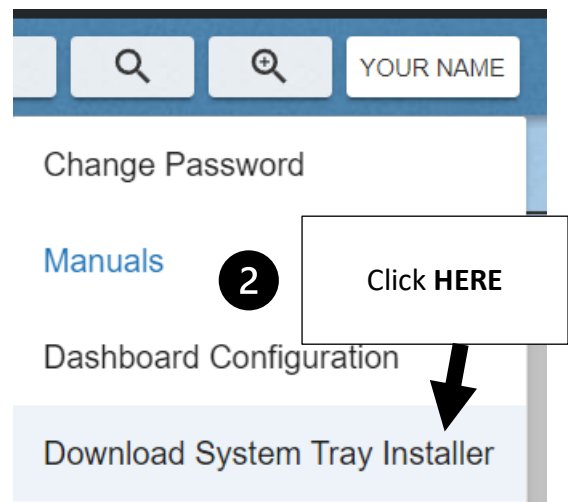 YOUR NAME
Change Password
Manuals
2
Click HERE
Dashboard Configuration
Download System Tray Installer